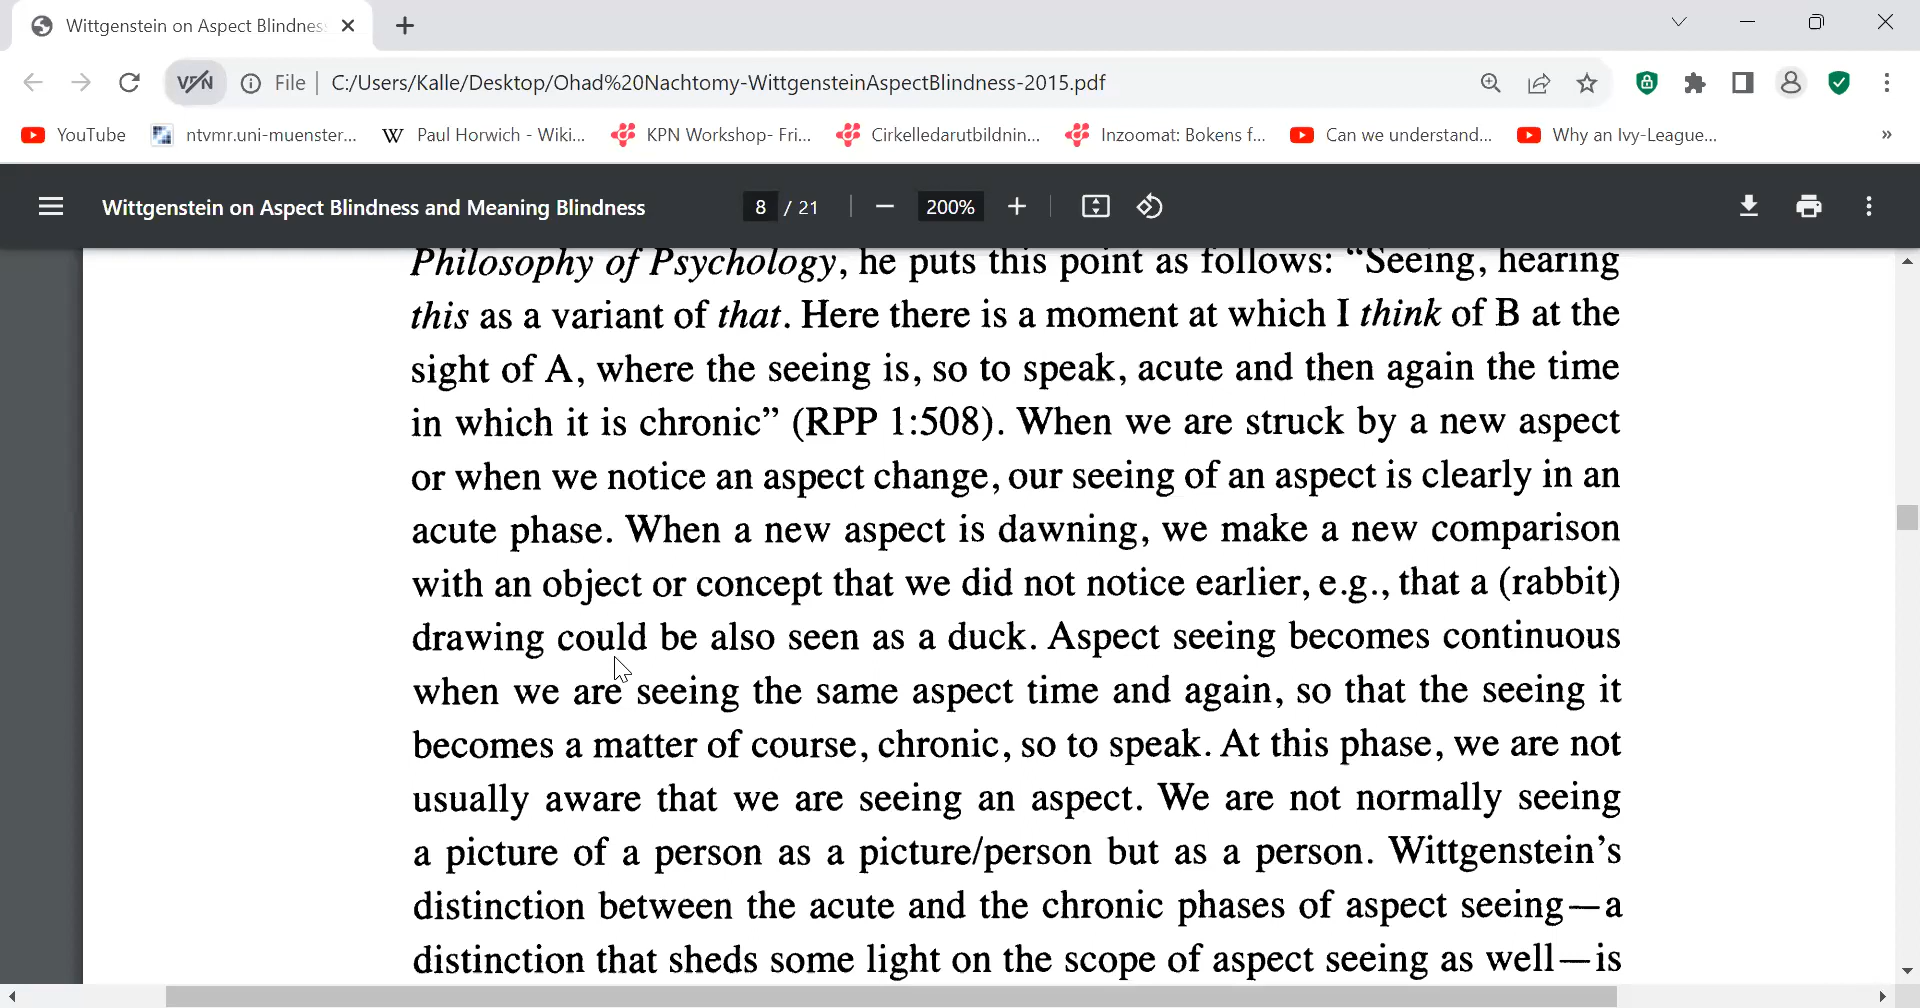 Wittgenstein on Aspect Blindnes
VPN File C:/Users/Kalle/Desktop/Ohad%20Nachtomy-WittgensteinAspectBlindness-2015.pdf
YouTube ntvmr.uni-muenster... W Paul Horwich - Wiki... KPN Workshop- Fri... Cirkelledarutbildnin... Inzoomat: Bokens f... Can we understand... Why an Ivy-League... »
Wittgenstein on Aspect Blindness and Meaning Blindness 8 / 21 200%
Philosophy of Psychology, he puts this point as follows: “Seeing, hearing
this as a variant of that. Here there is a moment at which I think of B at the
sight of A, where the seeing is, so to speak, acute and then again the time
in which it is chronic” (RPP 1:508). When we are struck by a new aspect
or when we notice an aspect change, our seeing of an aspect is clearly in an
acute phase. When a new aspect is dawning, we make a new comparison
with an object or concept that we did not notice earlier, e.g., that a (rabbit)
drawing could be also seen as a duck. Aspect seeing becomes continuous
when we are seeing the same aspect time and again, so that the seeing it
becomes a matter of course, chronic, so to speak. At this phase, we are not
usually aware that we are seeing an aspect. We are not normally seeing
a picture of a person as a picture/person but as a person. Wittgenstein’s
distinction between the acute and the chronic phases of aspect seeing—a
distinction that sheds some light on the scope of aspect seeing as well—is